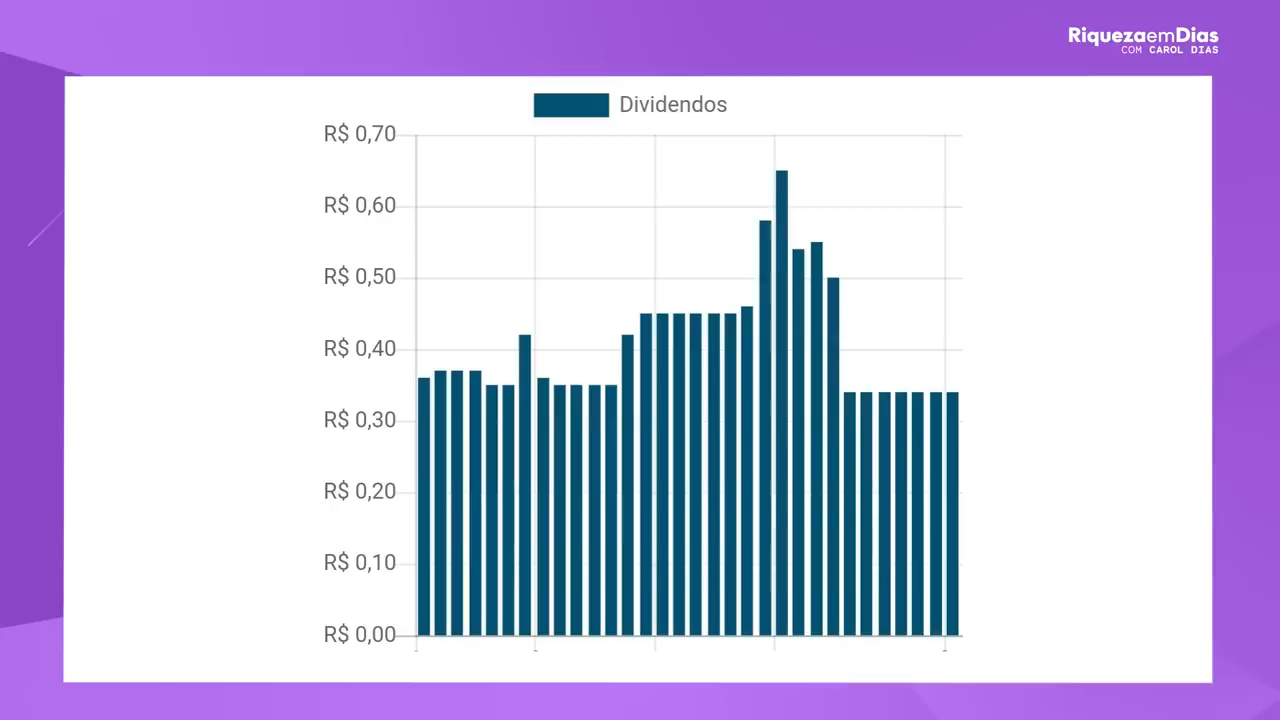 RiquezaemDias
COM CAROL DIAS
Dividendos
R$ 0,70
R$ 0,60
R$ 0,50
R$ 0,40
R$ 0,30
R$ 0,20
R$ 0,10
R$ 0,00